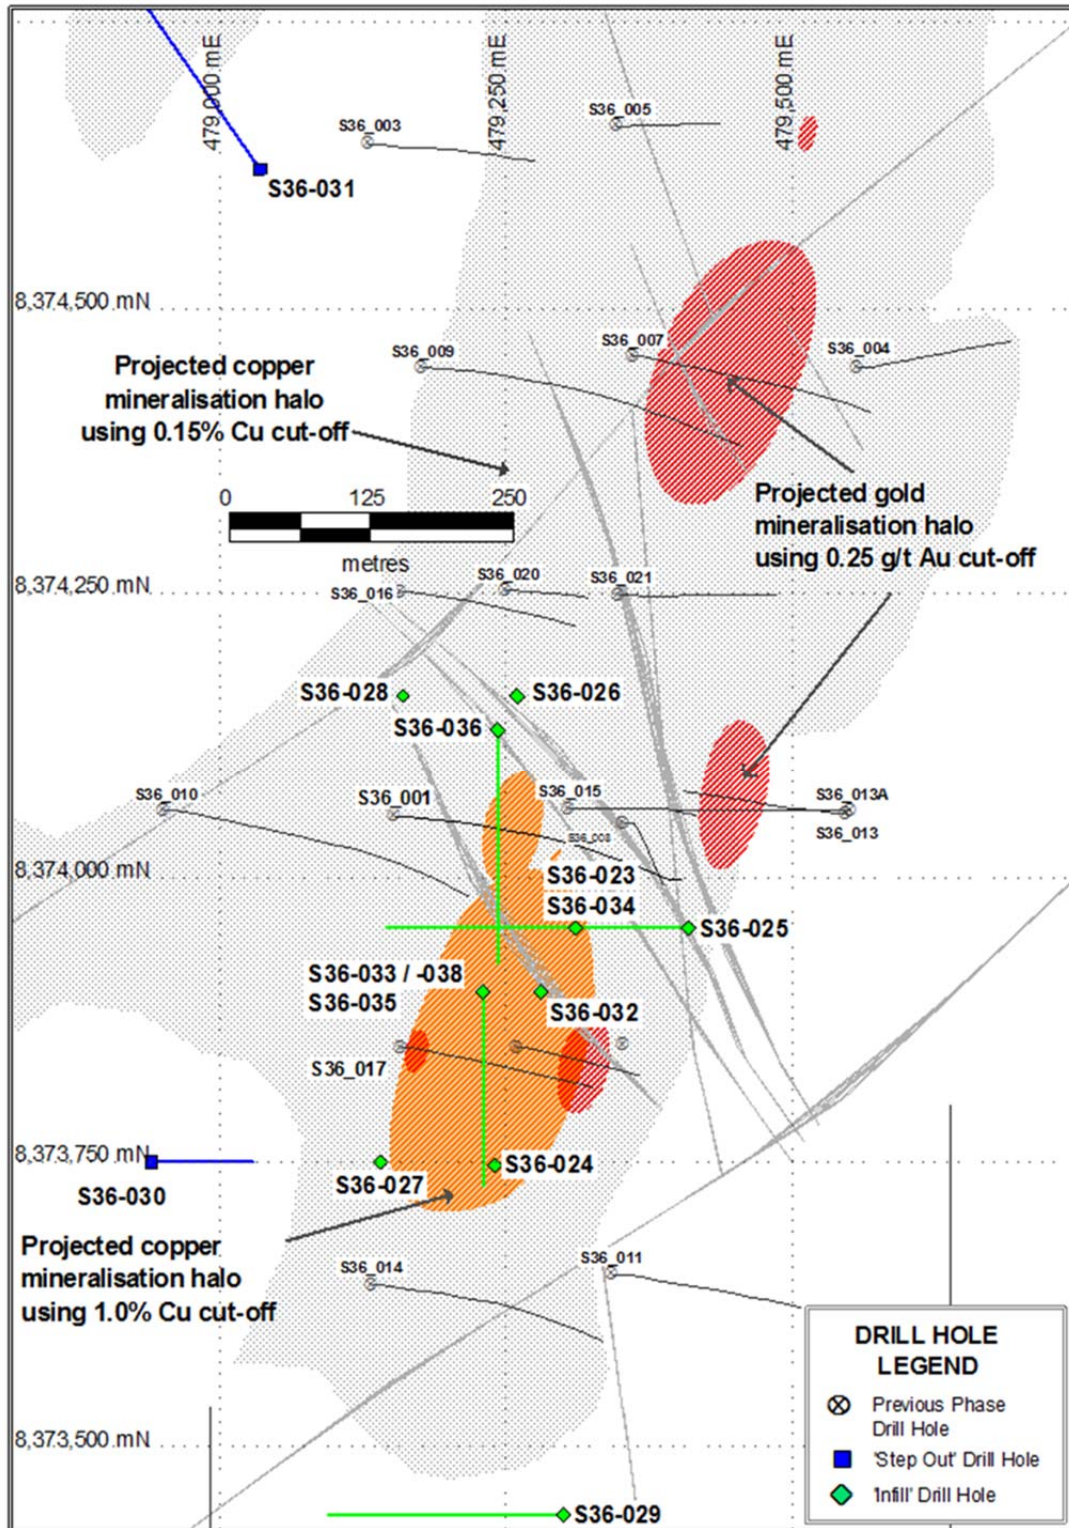 479,000 mE
479,250 mE
479,500 mE
S36_005
S36_003
S36-031
8,374,500 mN
S36_007
S36_009
S36_004
Projected copper
mineralisation halo
using 0.15% Cu cut-off
0 125 250
metres
Projected gold
mineralisation halo
using 0.25 g/t Au cut-off
8,374,250 mN
S36_020
S36_021
S36_016
S36-028
S36-026
S36-036
S36_010
S36_001
S36_015
S36_013A
S36_013
S36_008
8,374,000 mN
S36-023
S36-034
S36-025
S36-033 / -038
S36-035
S36-032
S36_017
8,373,750 mN
S36-030
S36-027
S36-024
Projected copper
mineralisation halo
using 1.0% Cu cut-off
S36_014
S36_011
8,373,500 mN
S36-029
DRILL HOLE
LEGEND
Previous Phase
Drill Hole
'Step Out' Drill Hole
'Infill' Drill Hole